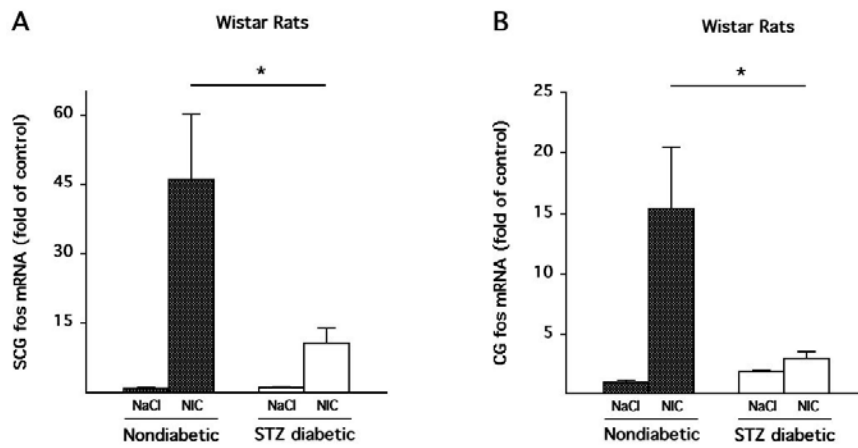 A
Wistar Rats
*
SCG fos mRNA (fold of control)
60
45
30
15
NaCl NIC NaCl NIC
Nondiabetic STZ diabetic
B
Wistar Rats
*
CG fos mRNA (fold of control)
25
20
15
10
5
NaCl NIC NaCl NIC
Nondiabetic STZ diabetic